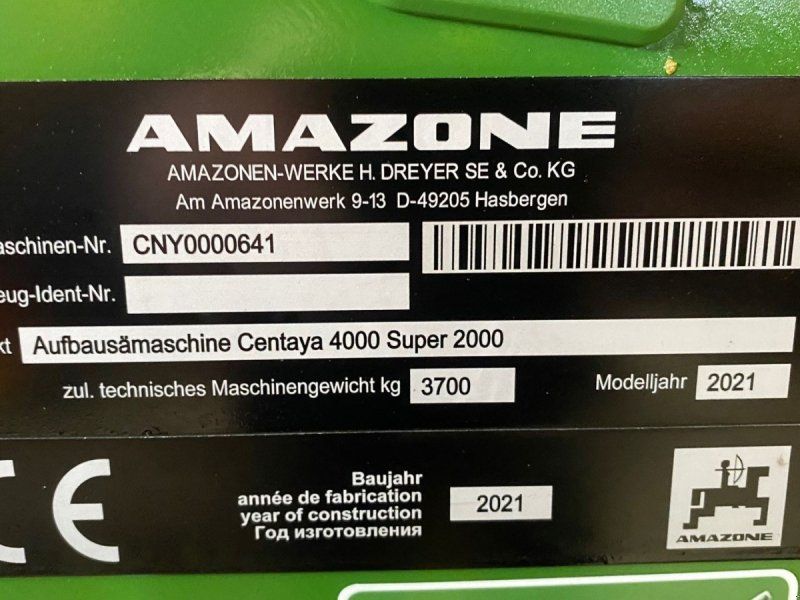 AMAZONE
AMAZONEN-WERKE H. DREYER SE & Co. KG
Am Amazonenwerk 9-13 D-49205 Hasbergen
aschinen-Nr. CNY0000641
eug-Ident-Nr.
kt Aufbausämaschine Centaya 4000 Super 2000
zul. technisches Maschinengewicht kg 3700 Modelljahr 2021
CE
Baujahr
année de fabrication
year of construction 2021
Год изготовления
AMAZONE